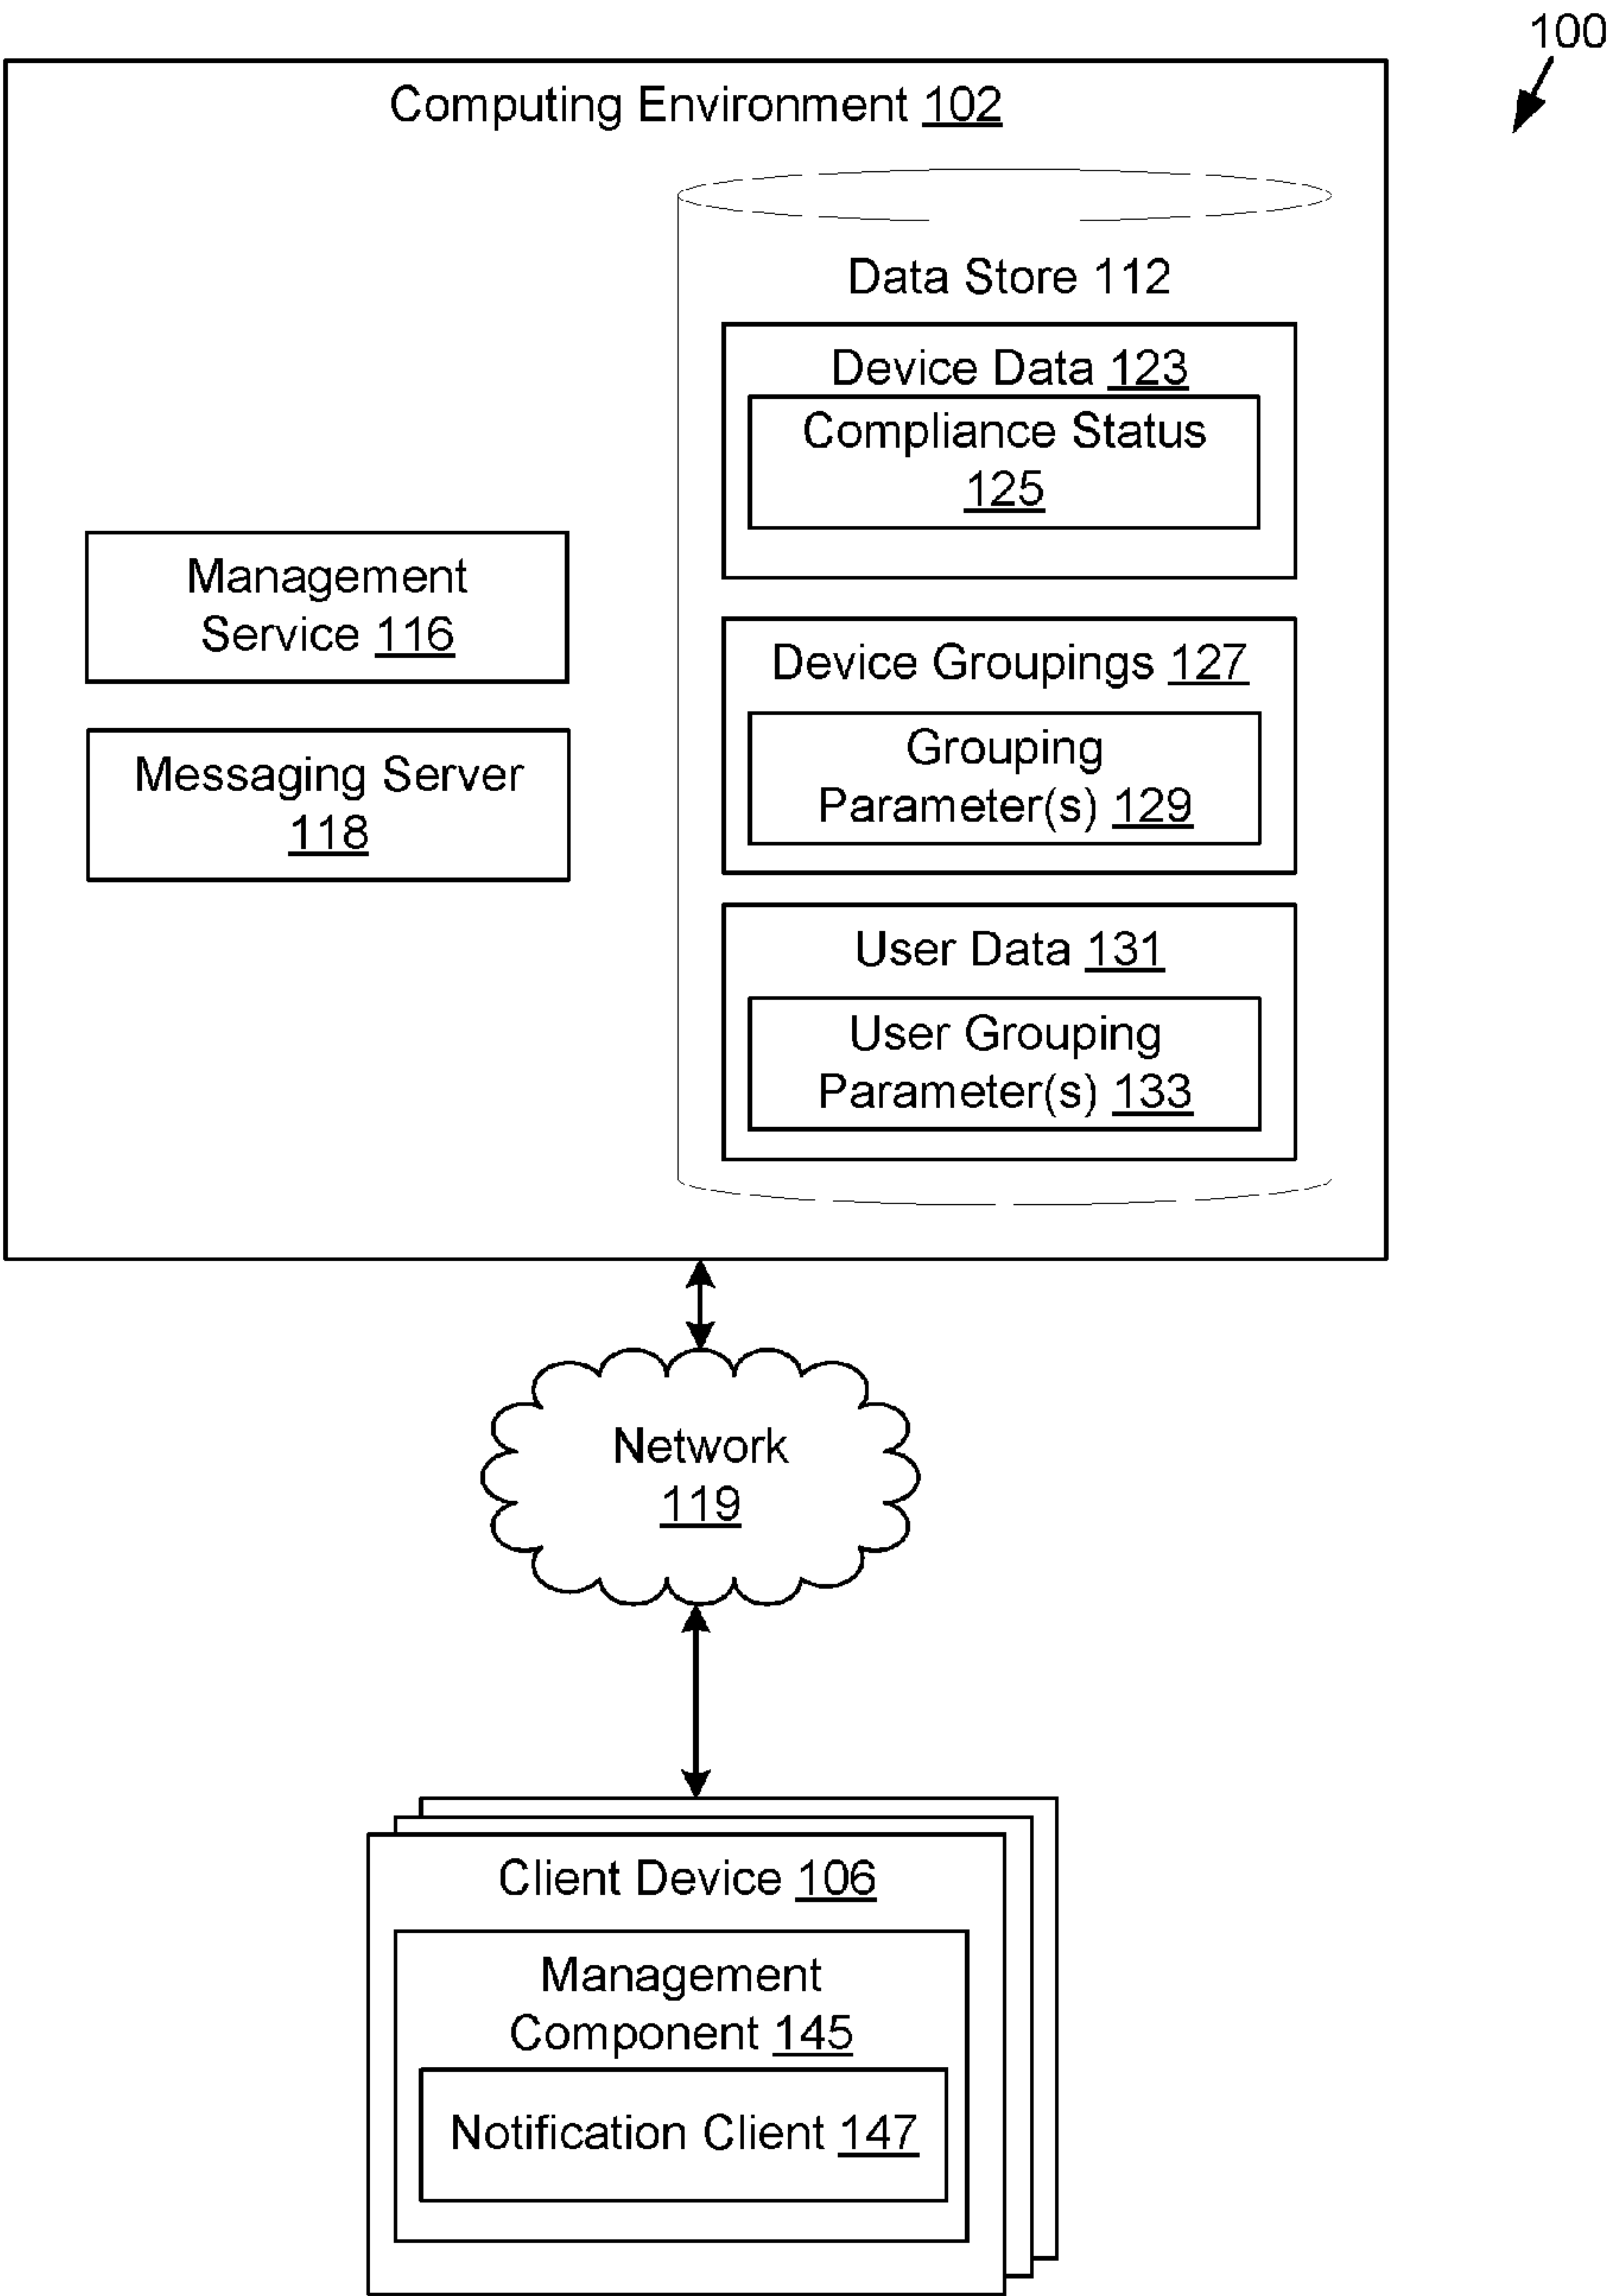 100
Computing Environment 102
Data Store 112
Device Data 123
Compliance Status
125
Management
Service 116
Messaging Server
118
Device Groupings 127
Grouping
Parameter(s) 129
User Data 131
User Grouping
Parameter(s) 133
Network
119
Client Device 106
Management
Component 145
Notification Client 147